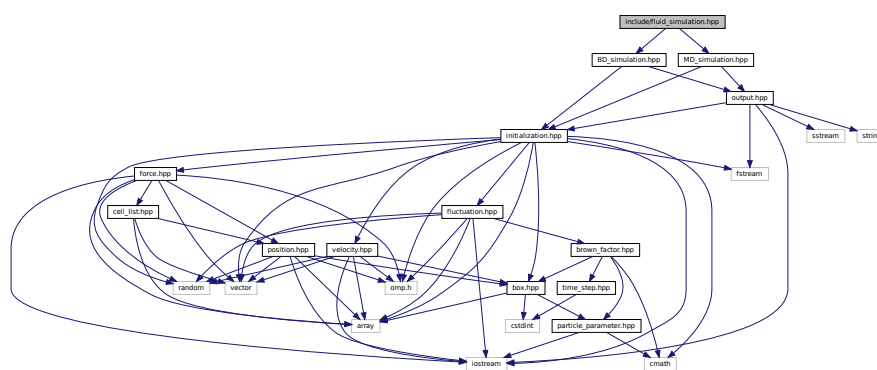 include/fluid_simulation.hpp
BD_simulation.hpp
MD_simulation.hpp
output.hpp
initialization.hpp
sstream
force.hpp
fstream
cell_list.hpp
fluctuation.hpp
position.hpp
velocity.hpp
brown_factor.hpp
random
vector
omp.h
box.hpp
time_step.hpp
array
cstdint
particle_parameter.hpp
iostream
cmath